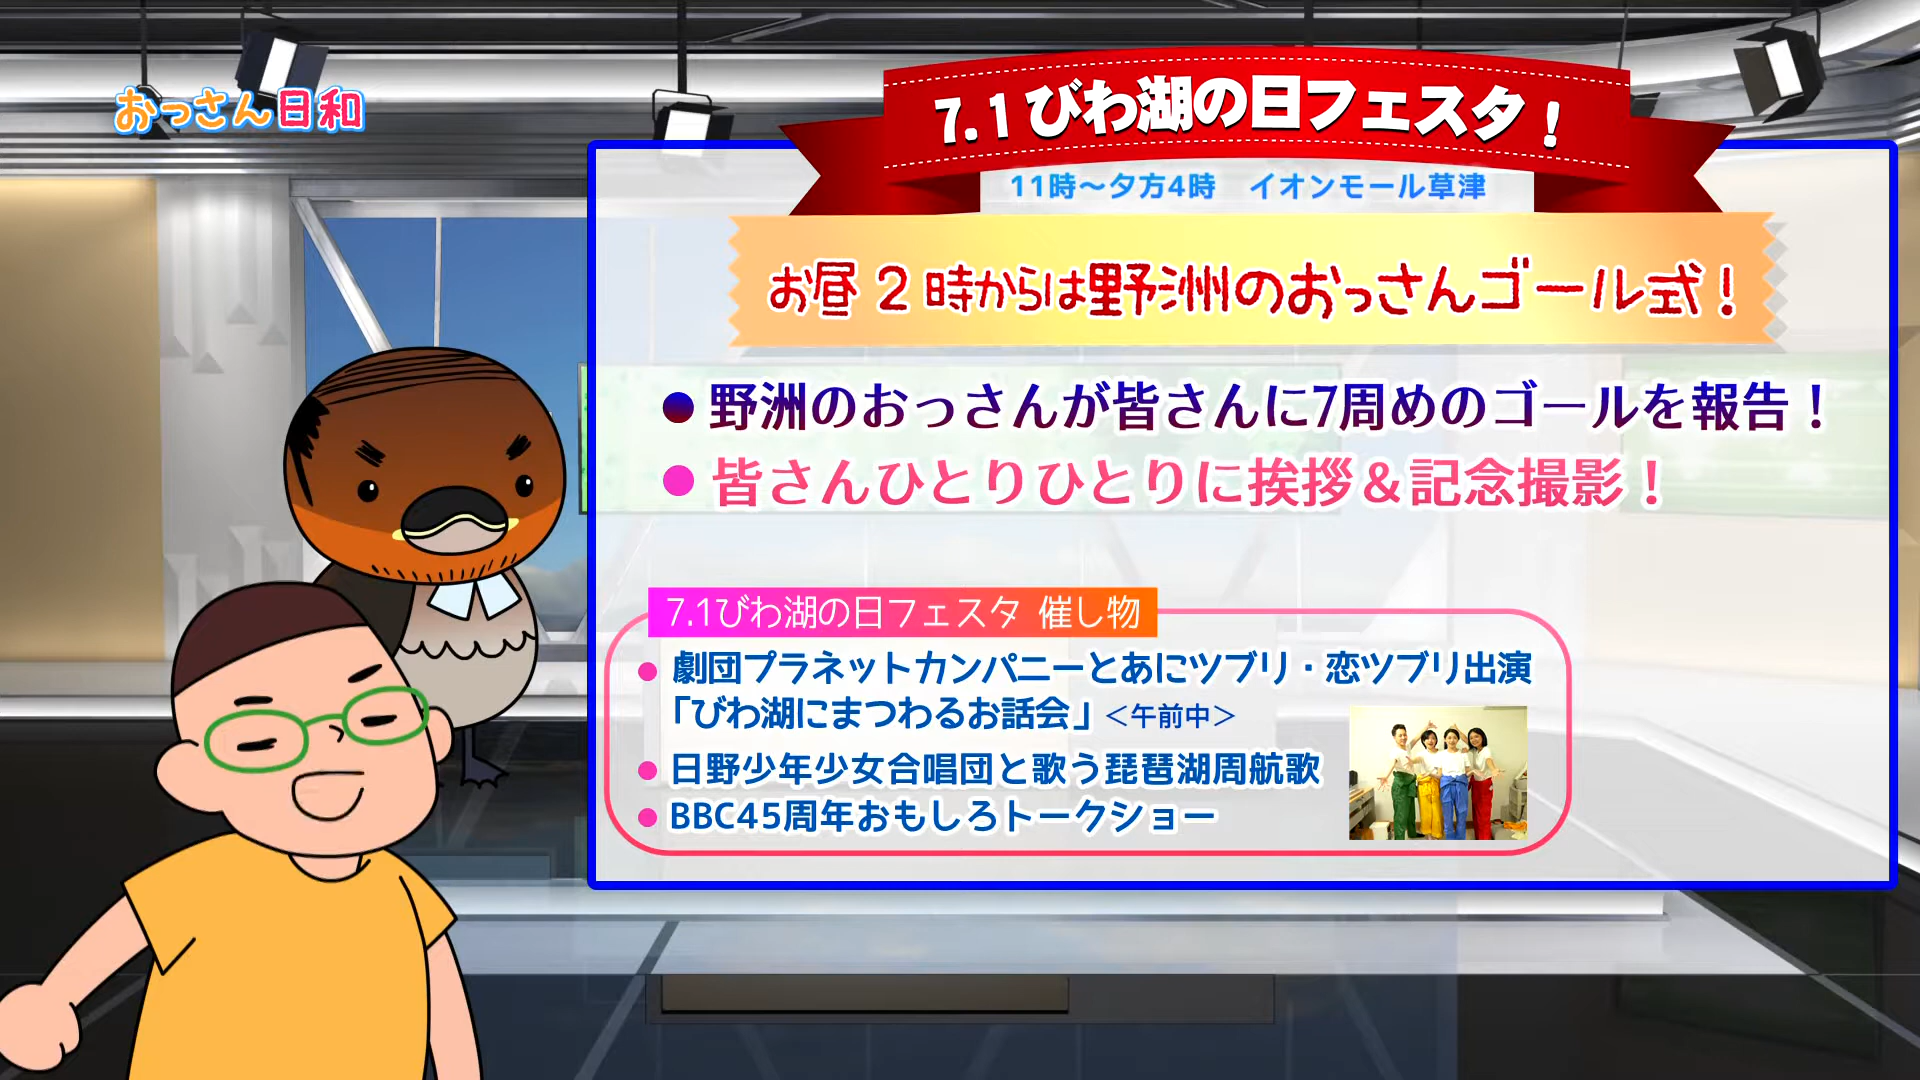 おっさん日和
7.1びわ湖の日フェスタ！
11時～夕方4時　イオンモール草津
お昼２時からは野洲のおっさんゴール式！
●野洲のおっさんが皆さんに7周めのゴールを報告！
●皆さんひとりひとりに挨拶＆記念撮影！
7.1びわ湖の日フェスタ 催し物
●劇団プラネットカンパニーとあにツブリ・恋ツブリ出演
「びわ湖にまつわるお話会」＜午前中＞
●日野少年少女合唱団と歌う琵琶湖周航歌
●BBC45周年おもしろトークショー